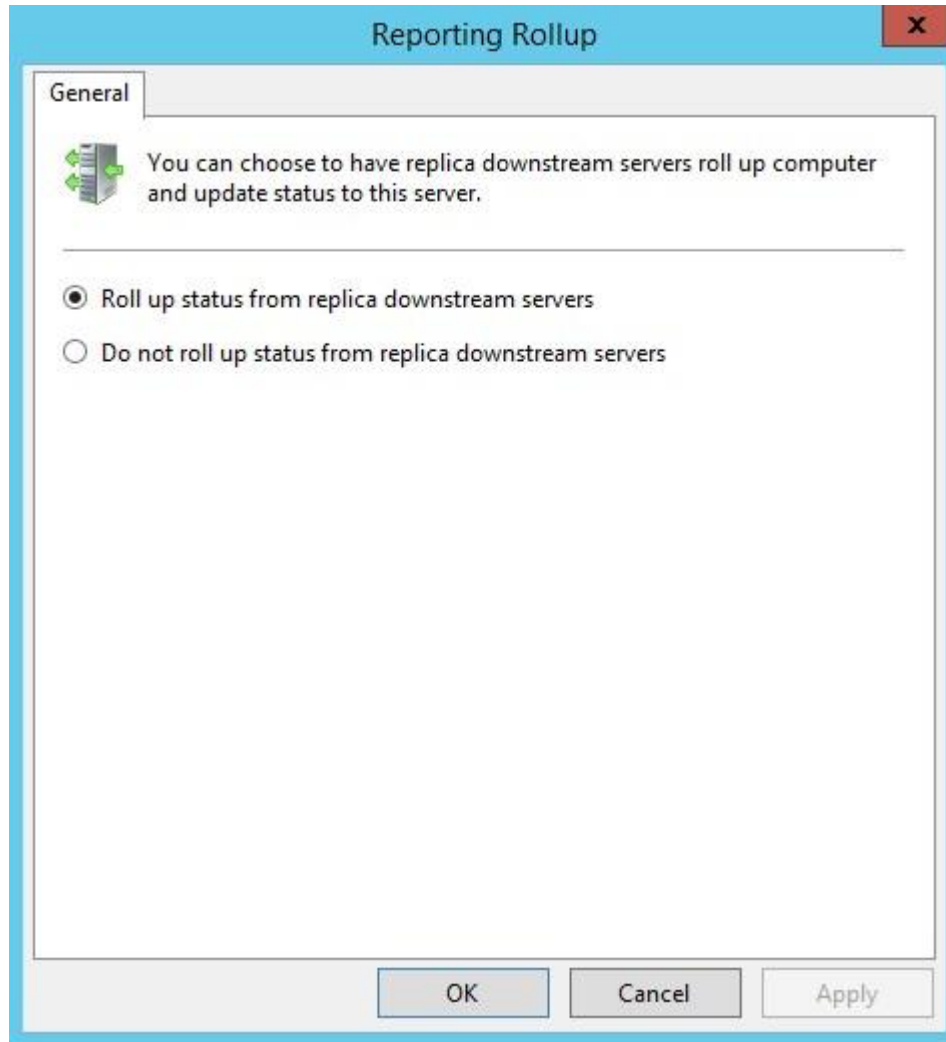 Reporting Rollup
x
General
You can choose to have replica downstream servers roll up computer
and update status to this server.
Roll up status from replica downstream servers
Do not roll up status from replica downstream servers
OK
Cancel
Apply